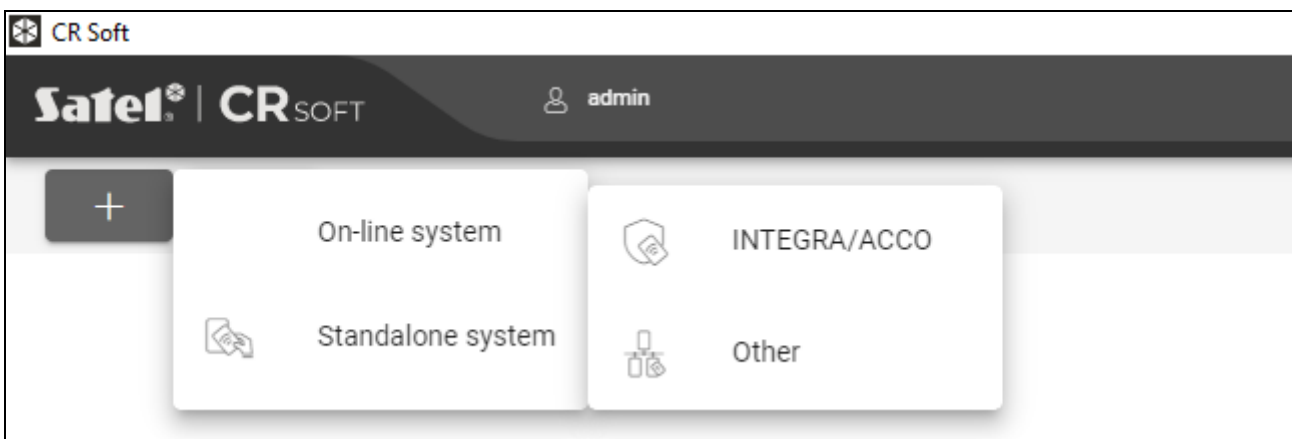 CR Soft
Satel® | CR SOFT
admin
+
On-line system
Standalone system
INTEGRA/ACCO
Other